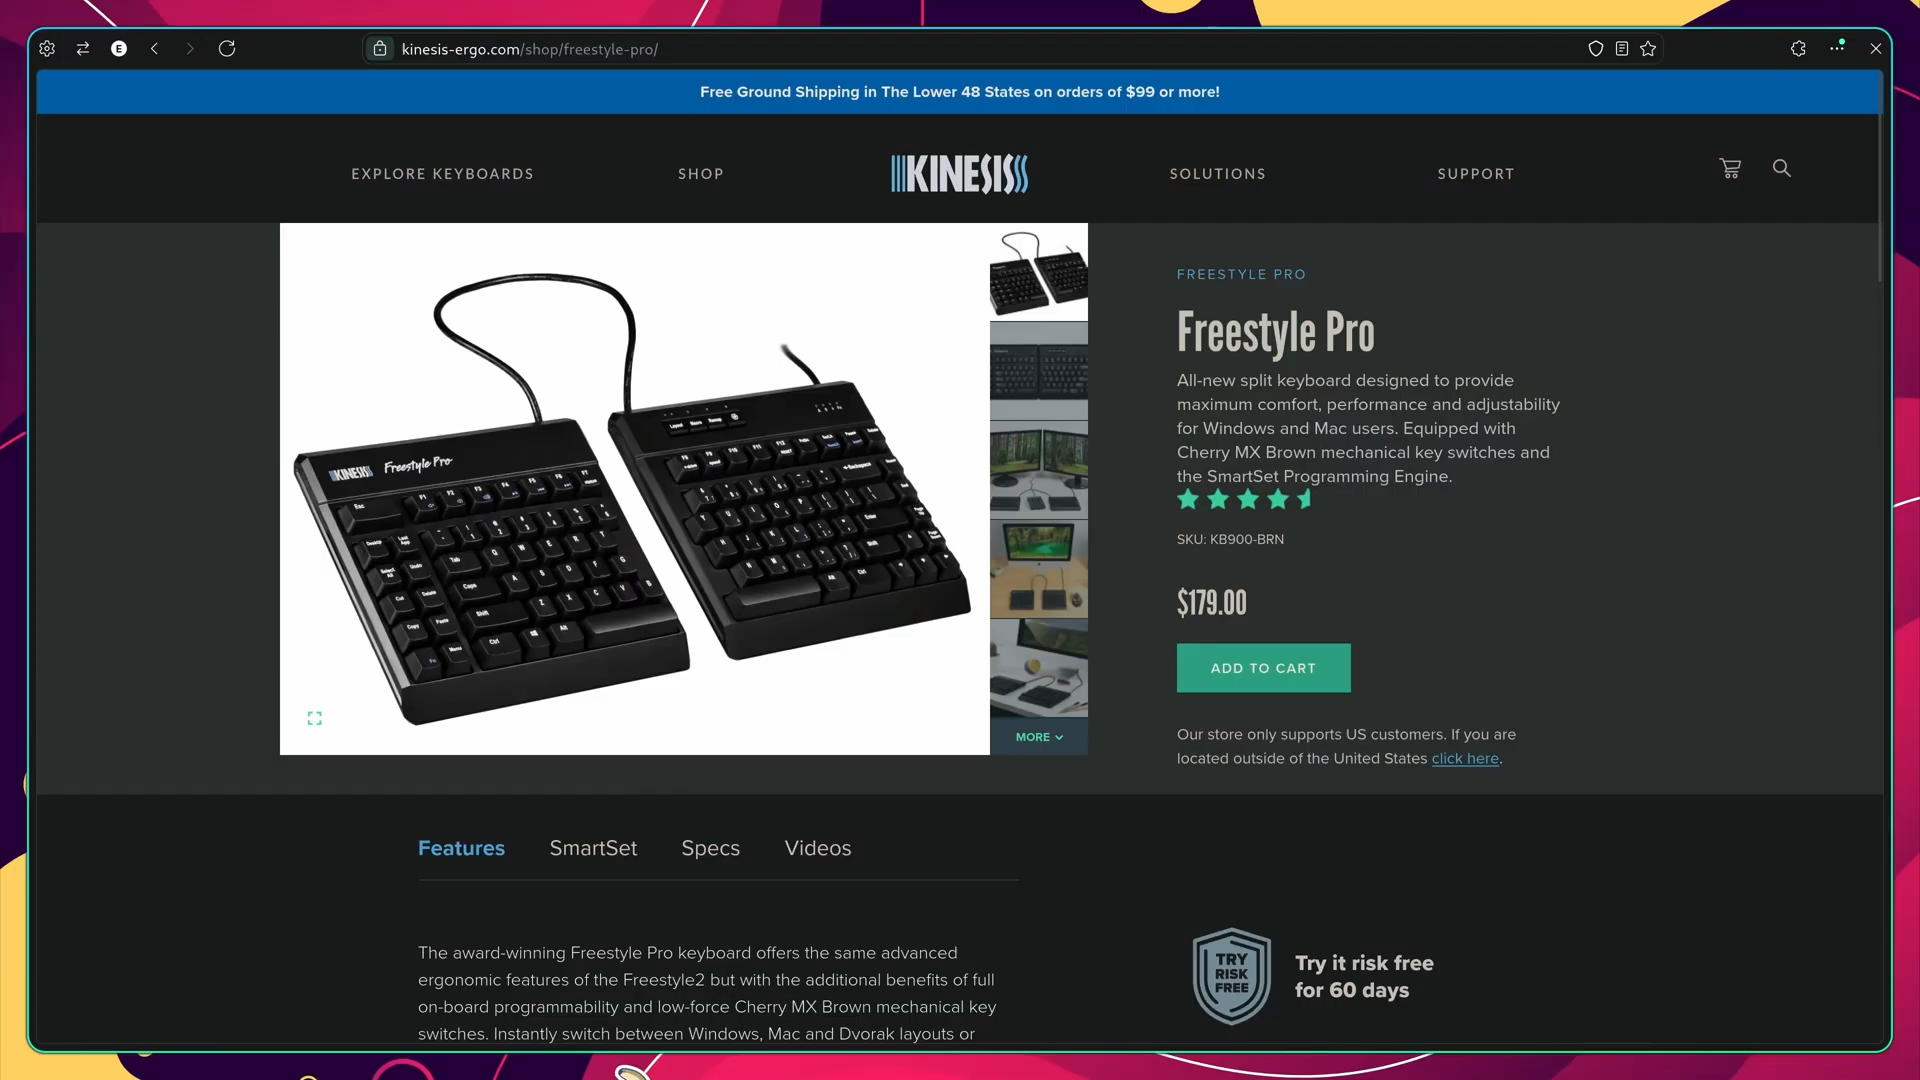 E
kinesis-ergo.com/shop/freestyle-pro/
Free Ground Shipping in The Lower 48 States on orders of $99 or more!
EXPLORE KEYBOARDS
SHOP
KINESIS
SOLUTIONS
SUPPORT
KINESIS Freestyle Pro
MORE
FREESTYLE PRO
Freestyle Pro
All-new split keyboard designed to provide
maximum comfort, performance and adjustability
for Windows and Mac users. Equipped with
Cherry MX Brown mechanical key switches and
the SmartSet Programming Engine.
SKU: KB900-BRN
$179.00
ADD TO CART
Our store only supports US customers. If you are
located outside of the United States click here.
Features
SmartSet
Specs
Videos
The award-winning Freestyle Pro keyboard offers the same advanced
ergonomic features of the Freestyle2 but with the additional benefits of full
on-board programmability and low-force Cherry MX Brown mechanical key
switches. Instantly switch between Windows, Mac and Dvorak layouts or
TRY
RISK
FREE
Try it risk free
for 60 days